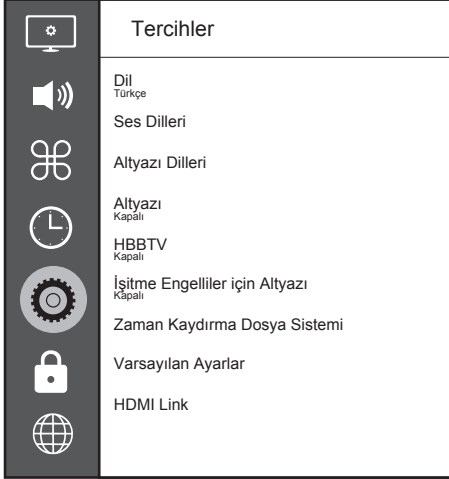 Tercihler
Dil
Türkçe
Ses Dilleri
Altyazı Dilleri
Altyazı
Kapalı
HBBTV
Kapalı
İşitme Engelliler için Altyazı
Kapalı
Zaman Kaydırma Dosya Sistemi
Varsayılan Ayarlar
HDMI Link